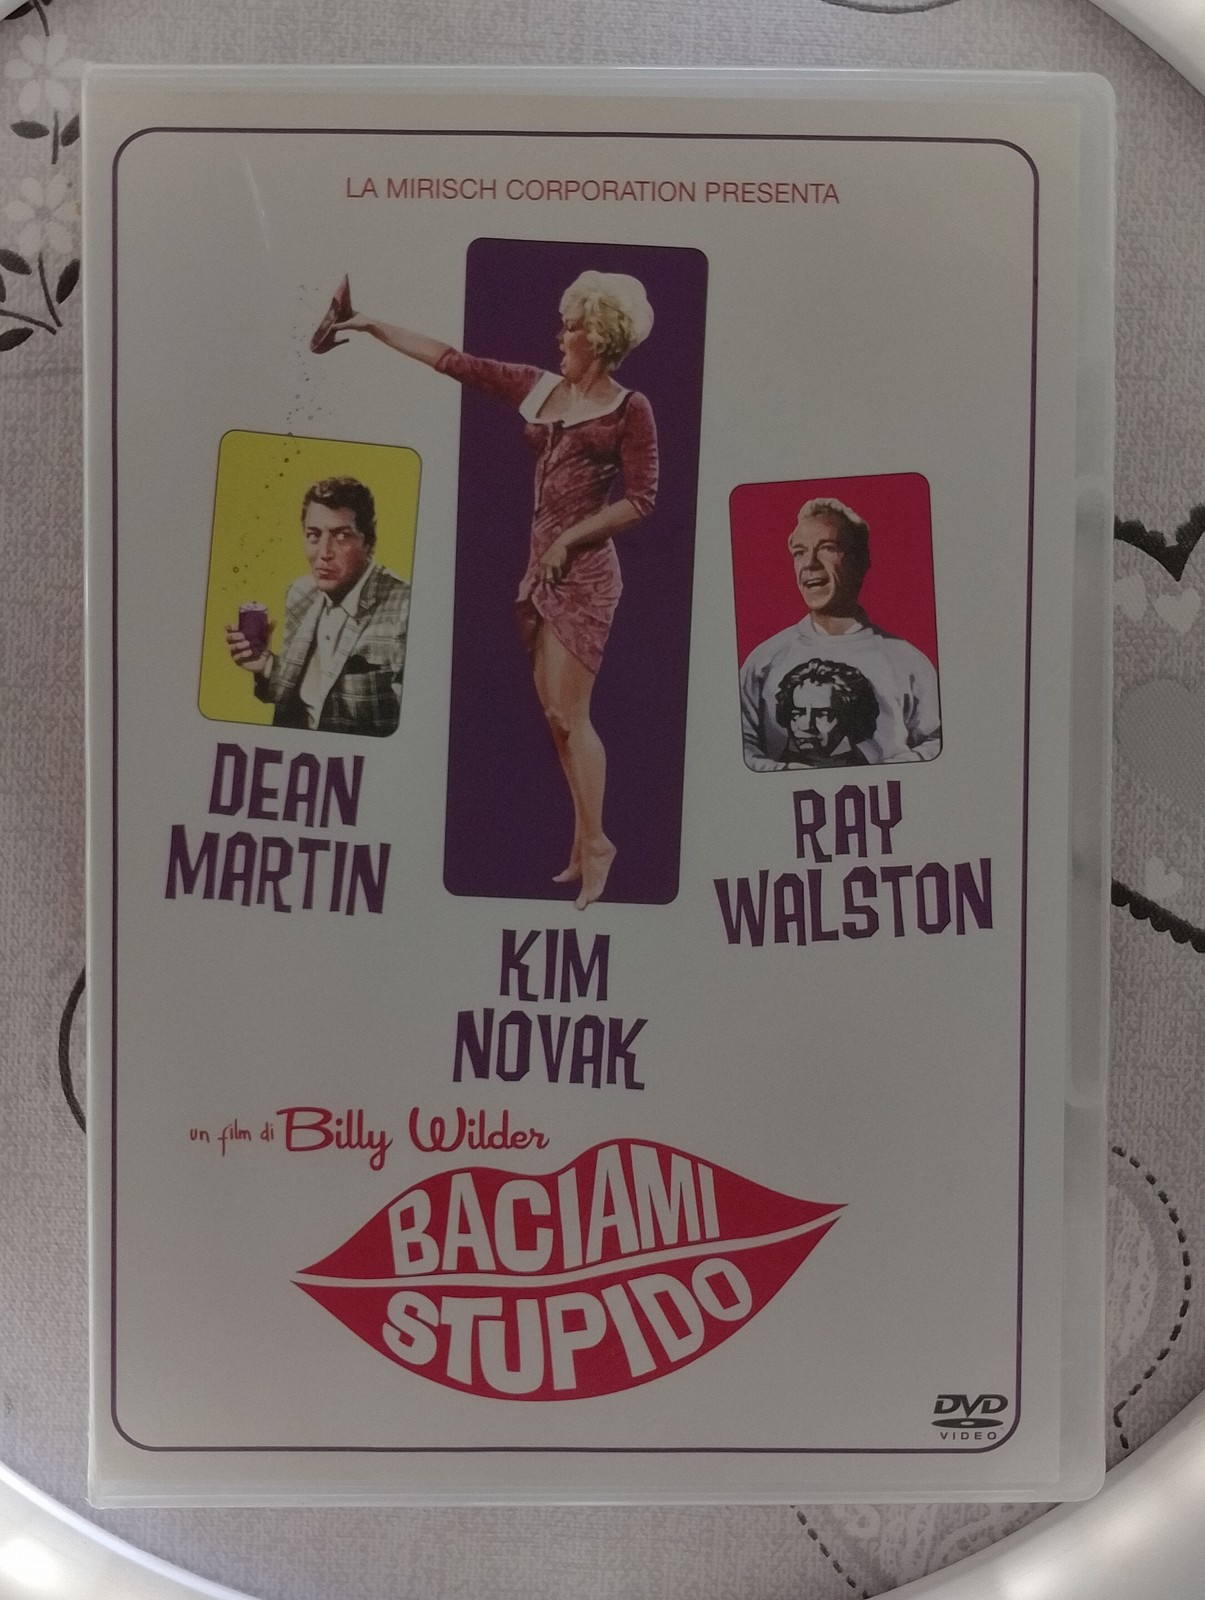 LA MIRISCH CORPORATION PRESENTA
DEAN
MARTIN
RAY
WALSTON
KIM
NOVAK
un film di Billy Wilder
BACIAMI
STUPIDO
DVD
VIDEO